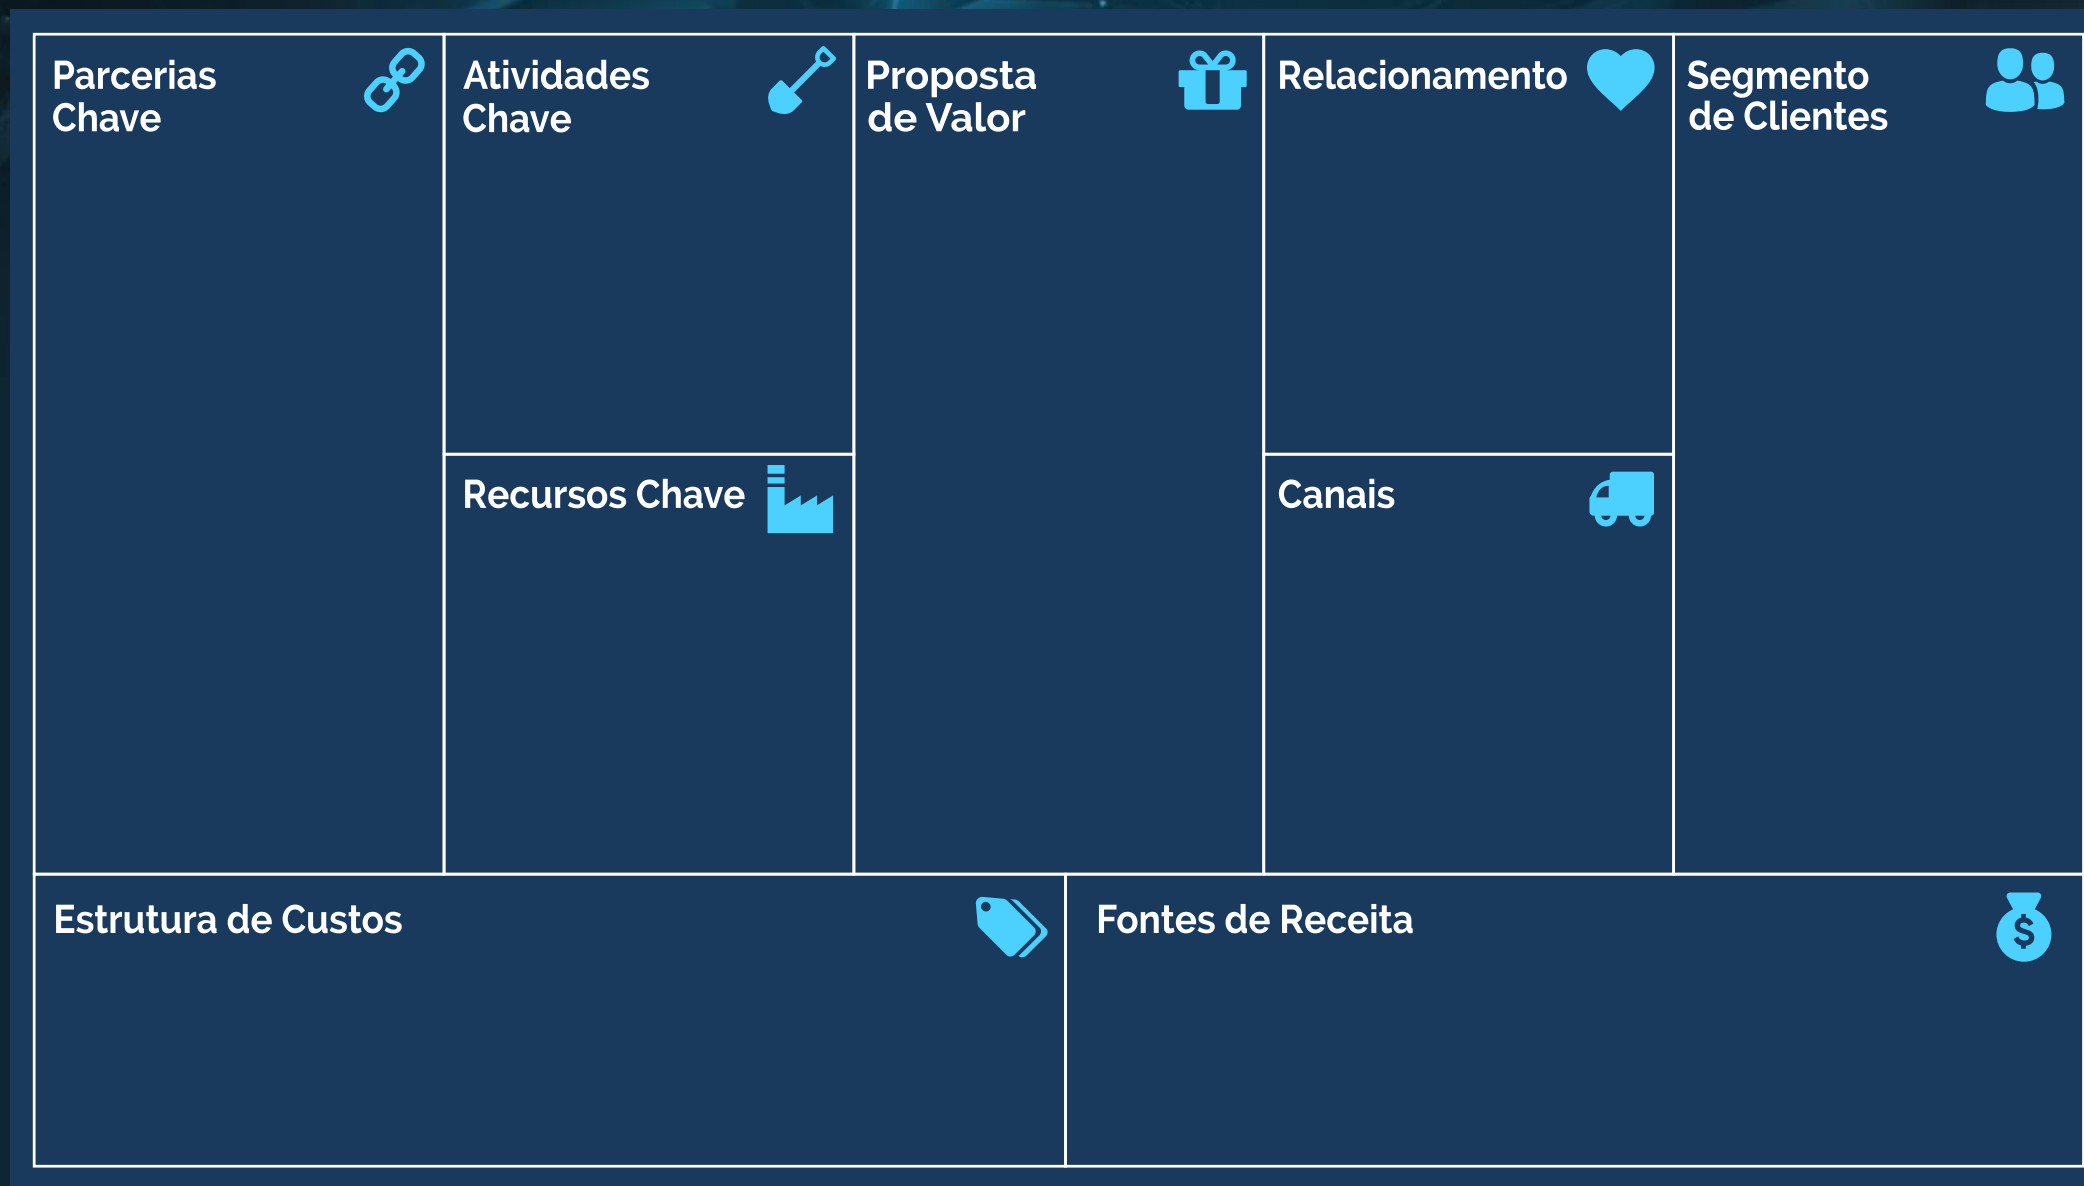 Parcerias
Chave
Atividades
Chave
Proposta
de Valor
Relacionamento
Segmento
de Clientes
Recursos Chave
Canais
Estrutura de Custos
Fontes de Receita
$